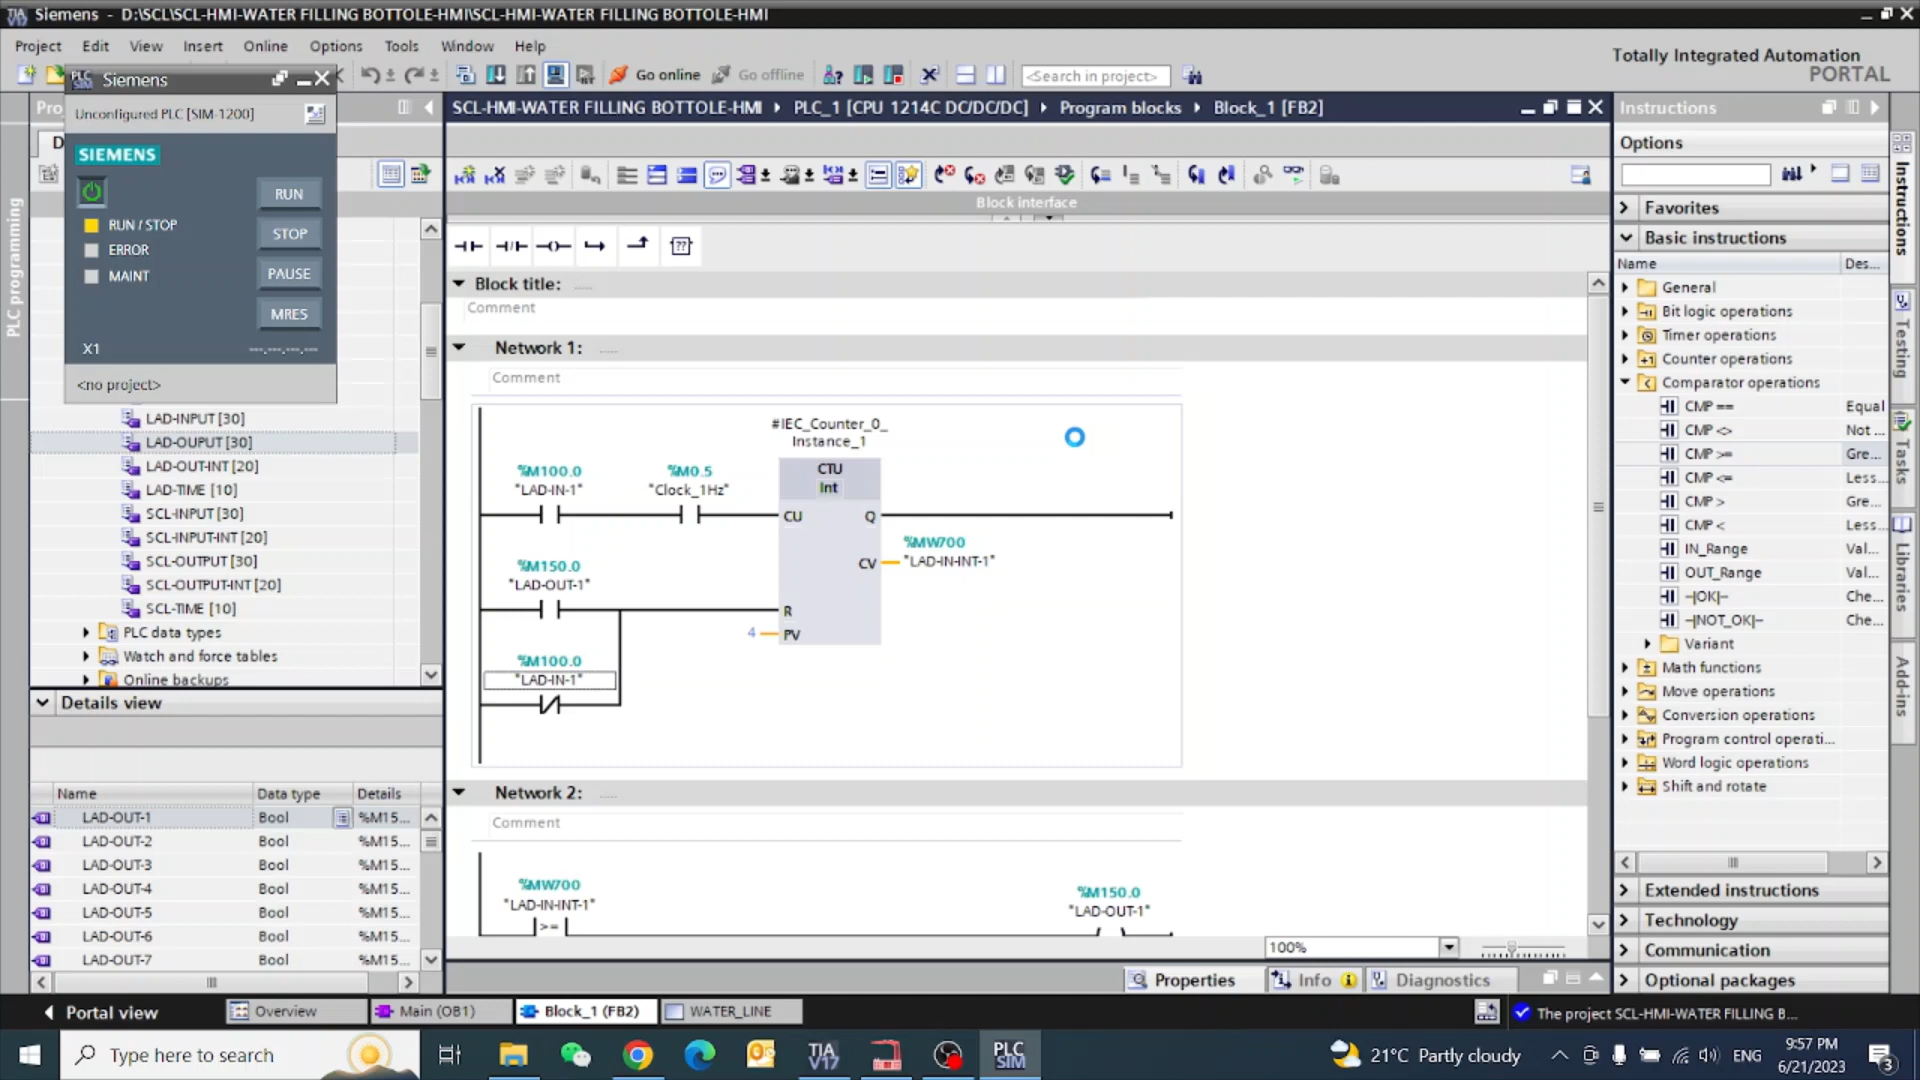 Siemens - D:\SCL\SCL-HMI-WATER FILLING BOTTOLE-HMI\SCL-HMI-WATER FILLING BOTTOLE-HMI
Project Edit View Insert Online Options Tools Window Help
Totally Integrated Automation
PORTAL
Go online Go offline <Search in project>
Siemens
Unconfigured PLC [SIM-1200]
SIEMENS
RUN
RUN / STOP
STOP
ERROR
PAUSE
MAINT
MRES
X1 ---.---.---.---
<no project>
PLC programming
LAD-INPUT [30]
LAD-OUPUT [30]
LAD-OUT-INT [20]
LAD-TIME [10]
SCL-INPUT [30]
SCL-INPUT-INT [20]
SCL-OUTPUT [30]
SCL-OUTPUT-INT [20]
SCL-TIME [10]
PLC data types
Watch and force tables
Online backups
Details view
Name Data type Details
LAD-OUT-1 Bool %M15...
LAD-OUT-2 Bool %M15...
LAD-OUT-3 Bool %M15...
LAD-OUT-4 Bool %M15...
LAD-OUT-5 Bool %M15...
LAD-OUT-6 Bool %M15...
LAD-OUT-7 Bool %M15...
SCL-HMI-WATER FILLING BOTTOLE-HMI PLC_1 [CPU 1214C DC/DC/DC] Program blocks Block_1 [FB2]
Block interface
??
Block title: .....
Comment
Network 1: .....
Comment
#IEC_Counter_0_
Instance_1
CTU
Int
%M100.0
"LAD-IN-1"
%M0.5
"Clock_1Hz"
CU Q
%MW700
CV "LAD-IN-INT-1"
%M150.0
"LAD-OUT-1"
R
4 PV
%M100.0
"LAD-IN-1"
Network 2: .....
Comment
%MW700
"LAD-IN-INT-1"
>=
%M150.0
"LAD-OUT-1"
100%
Properties Info Diagnostics
Instructions
Options
Favorites
Basic instructions
Name Des...
General
Bit logic operations
Timer operations
Counter operations
Comparator operations
CMP == Equal
CMP <> Not ...
CMP >= Gre...
CMP <= Less...
CMP > Gre...
CMP < Less...
IN_Range Val...
OUT_Range Val...
-|OK|- Che...
-|NOT_OK|- Che...
Variant
Math functions
Move operations
Conversion operations
Program control operati...
Word logic operations
Shift and rotate
Extended instructions
Technology
Communication
Optional packages
Instructions
Testing
Tasks
Libraries
Add-ins
Portal view Overview Main (OB1) Block_1 (FB2) WATER_LINE
The project SCL-HMI-WATER FILLING B...
Type here to search
TIA V17
PLC SIM
21°C Partly cloudy
ENG
9:57 PM
6/21/2023
3